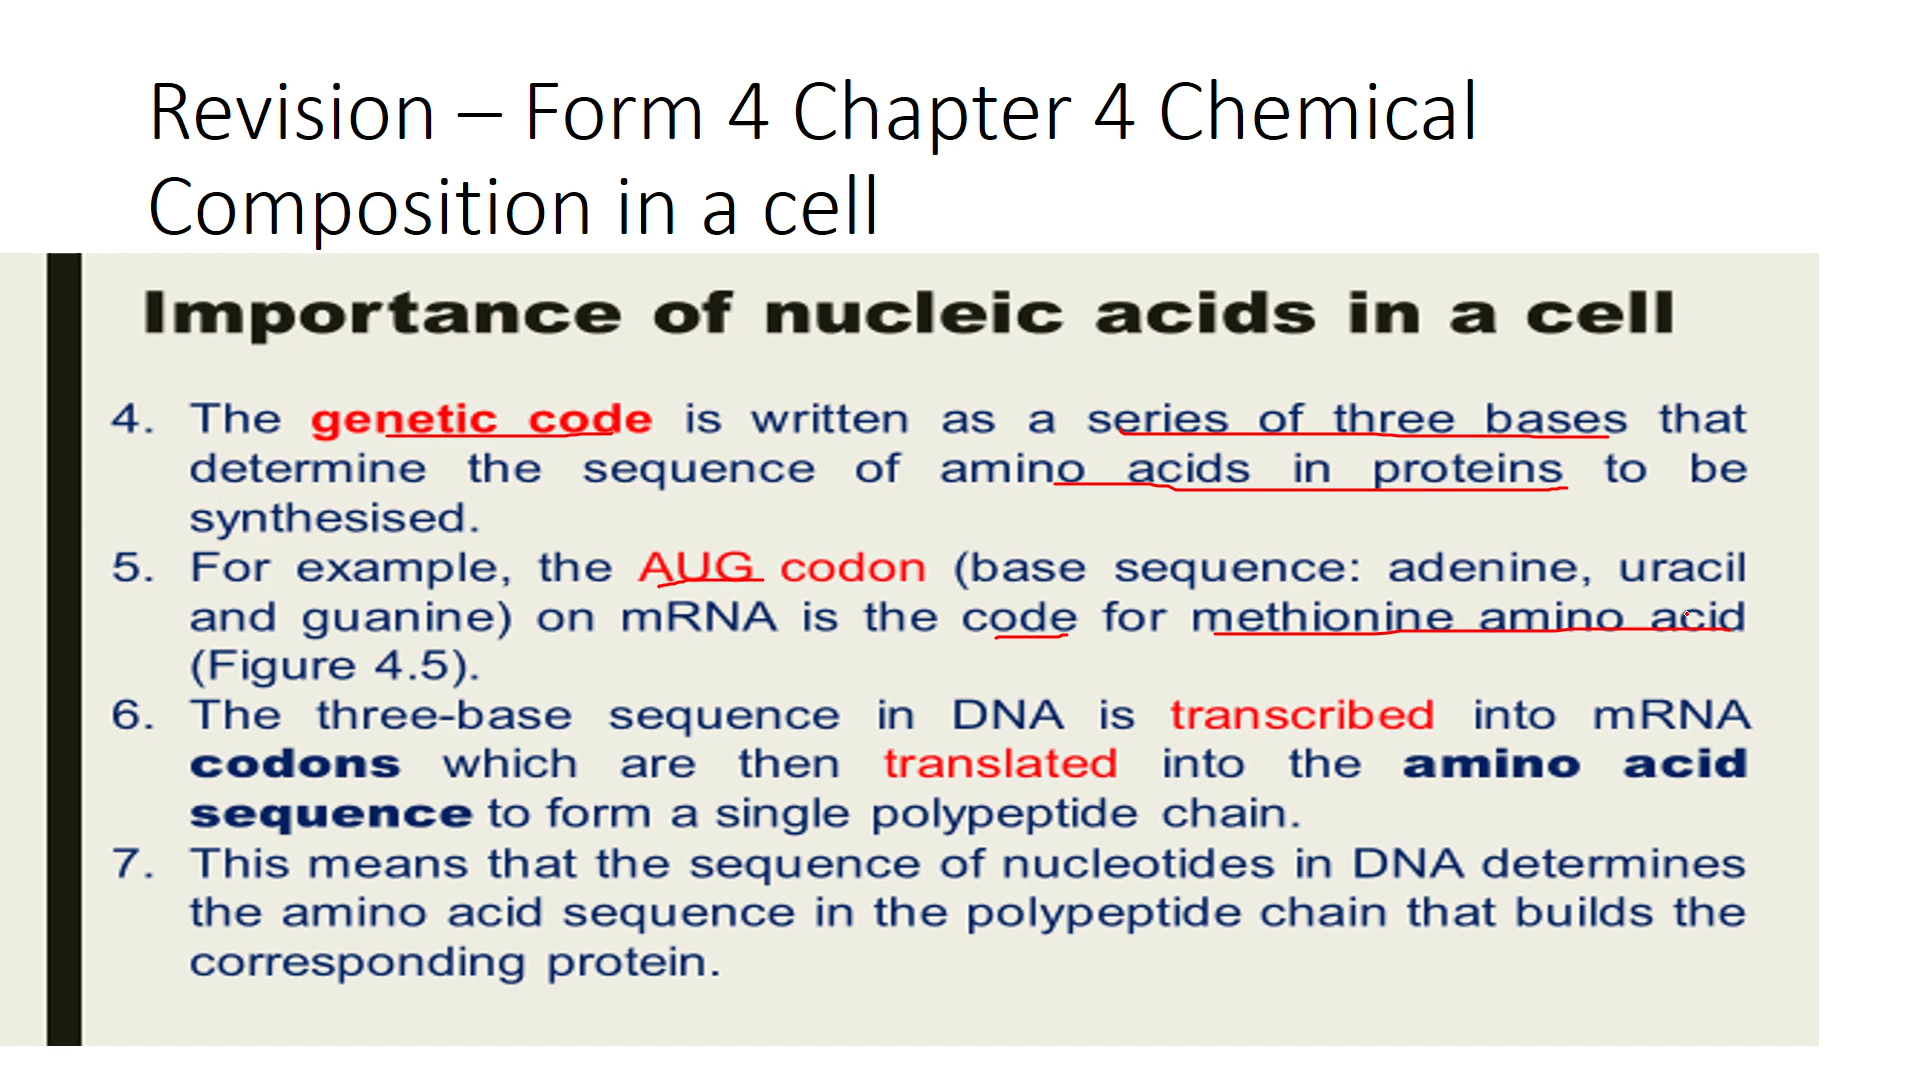 Revision – Form 4 Chapter 4 Chemical
Composition in a cell
Importance of nucleic acids in a cell
4. The genetic code is written as a series of three bases that
determine the sequence of amino acids in proteins to be
synthesised.
5. For example, the AUG codon (base sequence: adenine, uracil
and guanine) on mRNA is the code for methionine amino acid
(Figure 4.5).
6. The three-base sequence in DNA is transcribed into mRNA
codons which are then translated into the amino acid
sequence to form a single polypeptide chain.
7. This means that the sequence of nucleotides in DNA determines
the amino acid sequence in the polypeptide chain that builds the
corresponding protein.